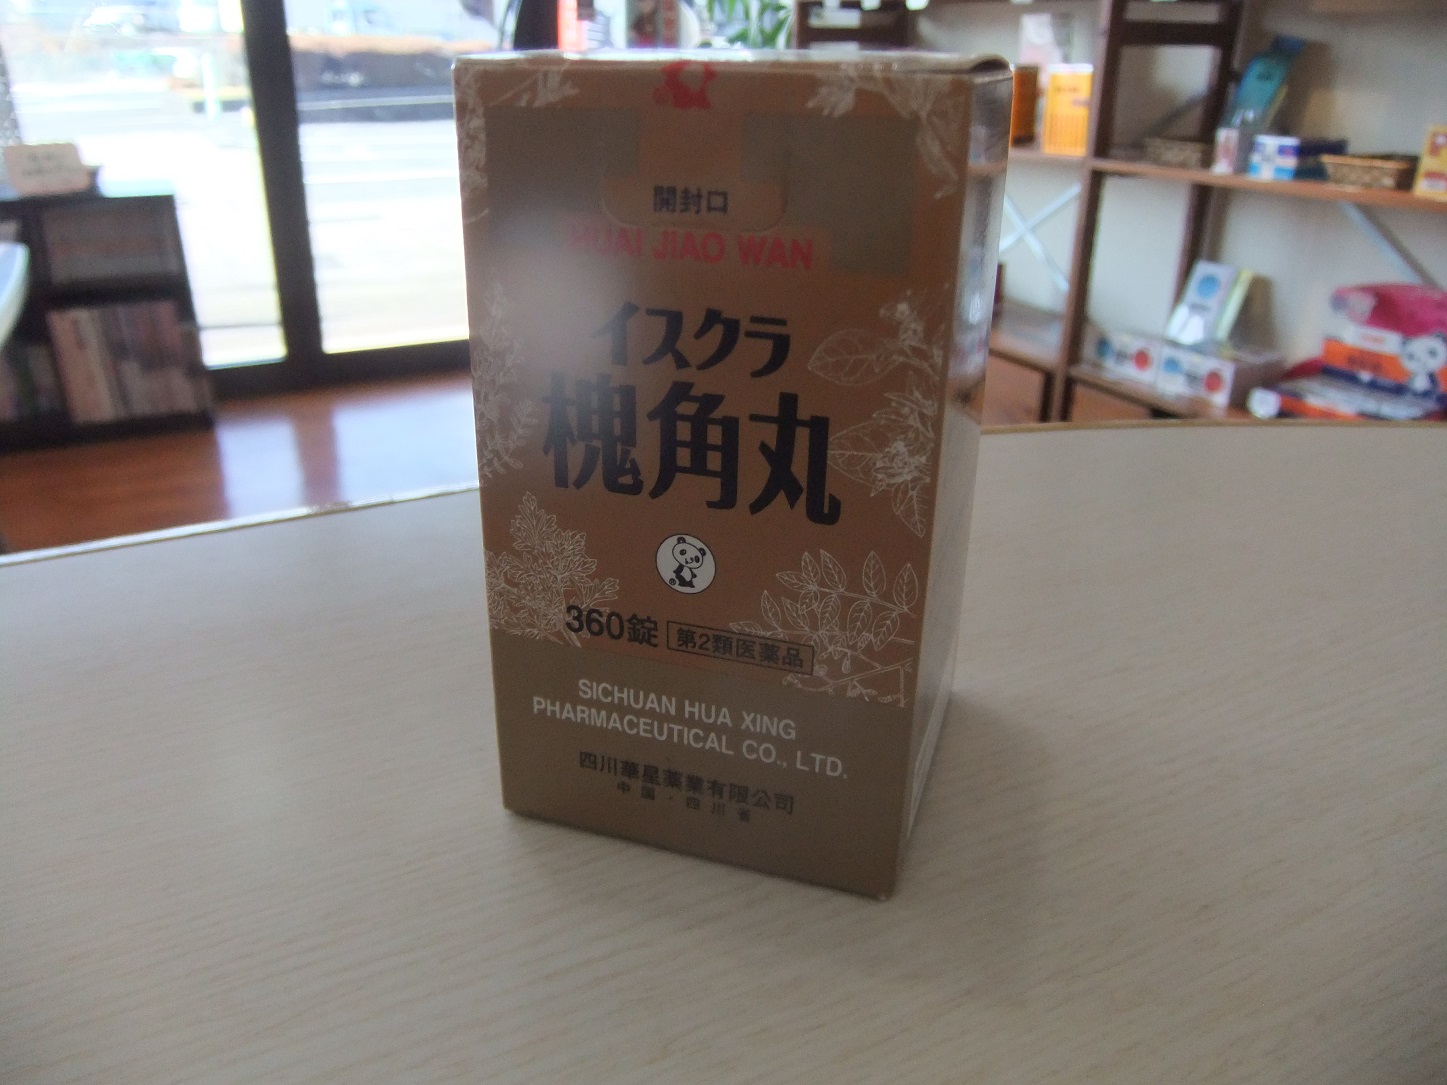 開封口
HUAI JIAO WAN
イスクラ
槐角丸
360錠 第2類医薬品
SICHUAN HUA XING
PHARMACEUTICAL CO., LTD.
四川華星薬業有限公司
中国・四川省